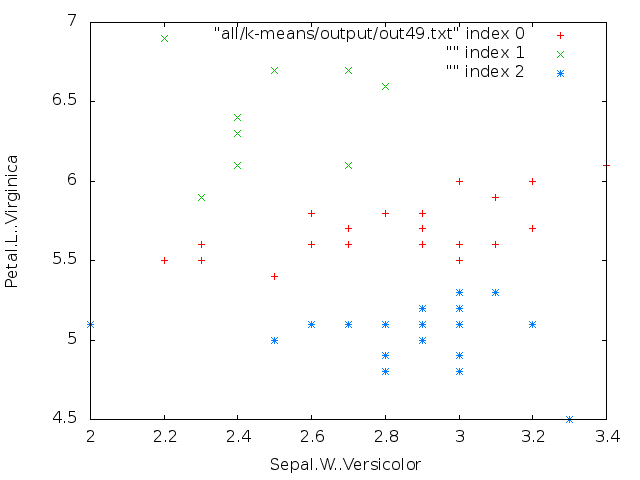 "all/k-means/output/out49.txt" index 0
"" index 1
"" index 2
7
6.5
6
5.5
5
4.5
2
2.2
2.4
2.6
2.8
3
3.2
3.4
Petal.L..Virginica
Sepal.W..Versicolor